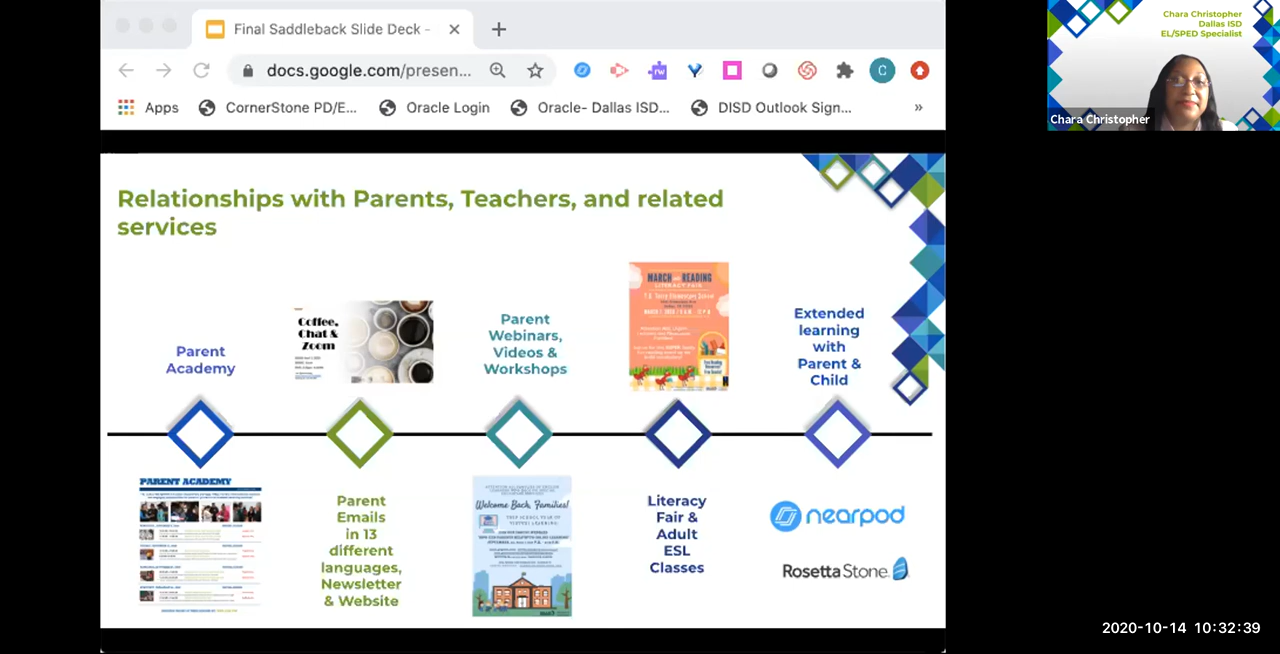 Final Saddleback Slide Deck -
docs.google.com/presen...
Apps
CornerStone PD/E...
Oracle Login
Oracle- Dallas ISD...
DISD Outlook Sign...
»
Chara Christopher
Dallas ISD
EL/SPED Specialist
Chara Christopher
Relationships with Parents, Teachers, and related
services
Parent
Academy
Coffee,
Chat &
Zoom
Parent
Webinars,
Videos &
Workshops
MARCH READING
LITERACY FAIR
Extended
learning
with
Parent &
Child
PARENT ACADEMY
Parent
Emails
in 13
different
languages,
Newsletter
& Website
Welcome Back, Families!
Literacy
Fair &
Adult
ESL
Classes
nearpod
RosettaStone
2020-10-14 10:32:39